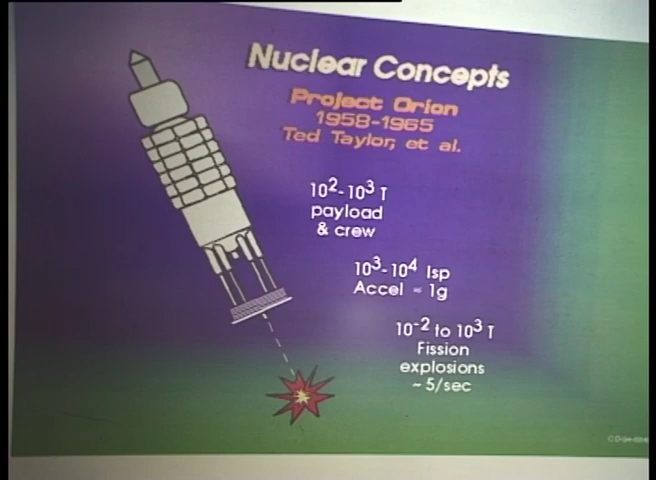 Nuclear Concepts
Project Orion
1958-1965
Ted Taylor, et al.
10²-10³ T
payload
& crew
10³-10⁴ Isp
Accel ≈ 1g
10⁻² to 10³ T
Fission
explosions
~ 5/sec